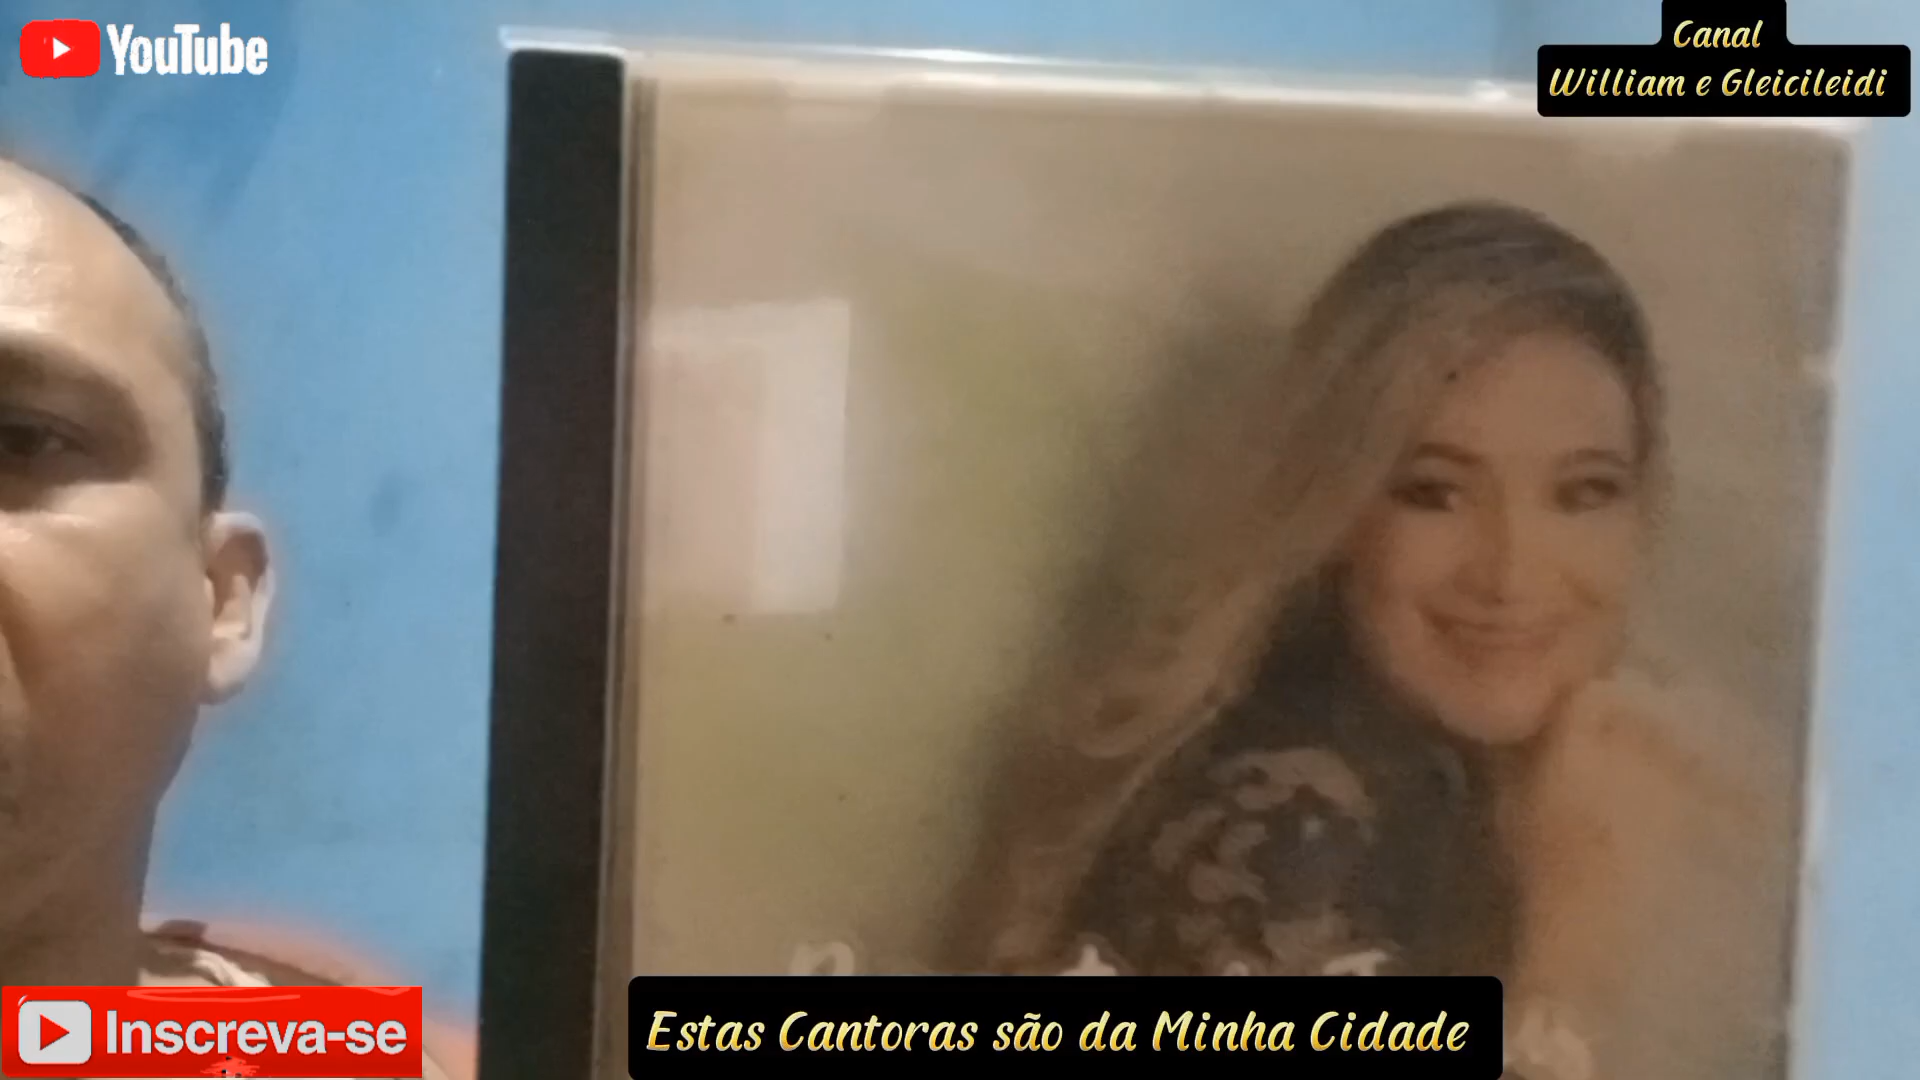 YouTube
Canal
William e Gleicileidi
Inscreva-se
Estas Cantoras são da Minha Cidade